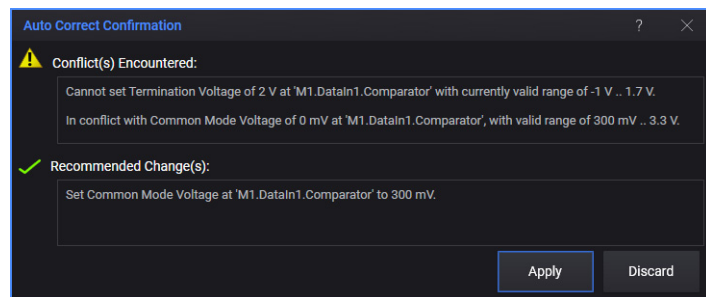 Auto Correct Confirmation ?
Conflict(s) Encountered:
Cannot set Termination Voltage of 2 V at 'M1.DataIn1.Comparator' with currently valid range of -1 V .. 1.7 V.
In conflict with Common Mode Voltage of 0 mV at 'M1.DataIn1.Comparator', with valid range of 300 mV .. 3.3 V.
Recommended Change(s):
Set Common Mode Voltage at 'M1.DataIn1.Comparator' to 300 mV.
Apply Discard